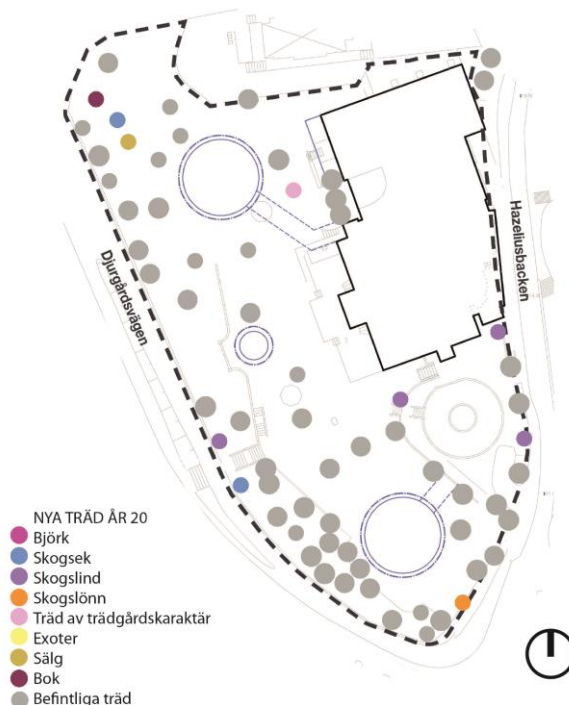 Djurgårdsvägen
Hazeliusbacken
NYA TRÄD ÅR 20
Björk
Skogsek
Skogslind
Skogslönn
Träd av trädgårdskaraktär
Exoter
Sälg
Bok
Befintliga träd